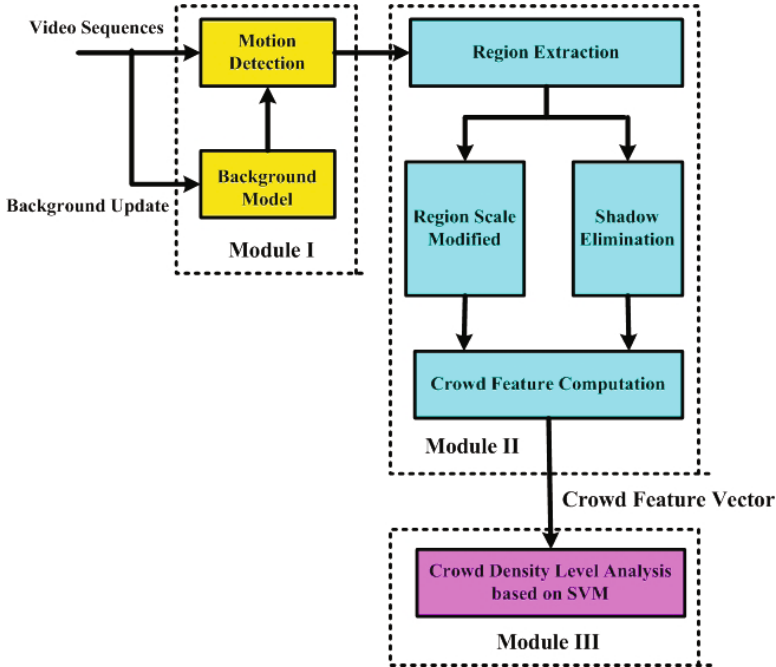 Video Sequences
Motion
Detection
Region Extraction
Background Update
Background
Model
Module I
Region Scale
Modified
Shadow
Elimination
Crowd Feature Computation
Module II
Crowd Feature Vector
Crowd Density Level Analysis
based on SVM
Module III